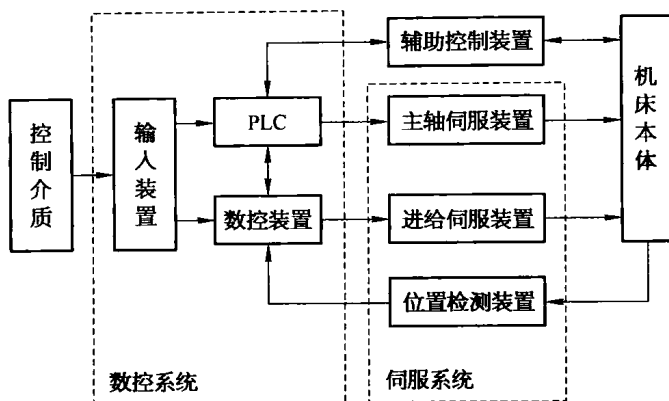 控制介质
输入装置
PLC
数控装置
数控系统
辅助控制装置
主轴伺服装置
进给伺服装置
位置检测装置
伺服系统
机床本体